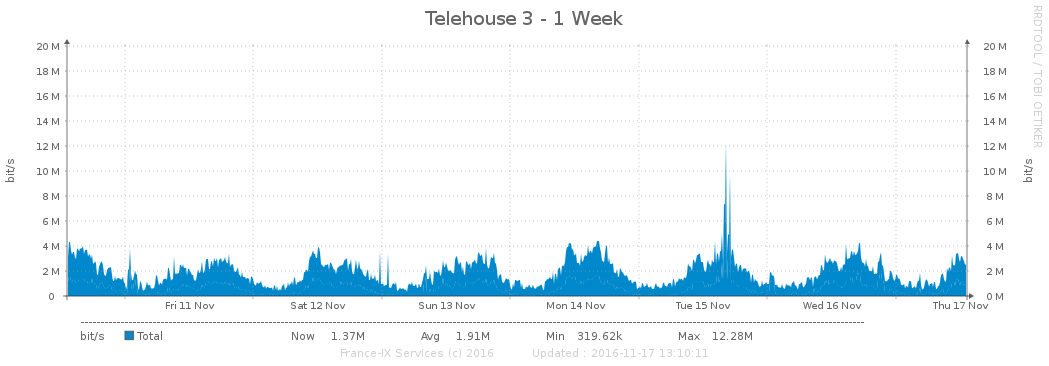 Telehouse 3 - 1 Week
RRDTOOL / TOBI OETIKER
bit/s
bit/s
20 M 20 M
18 M 18 M
16 M 16 M
14 M 14 M
12 M 12 M
10 M 10 M
8 M 8 M
6 M 6 M
4 M 4 M
2 M 2 M
0 0 M
Fri 11 Nov Sat 12 Nov Sun 13 Nov Mon 14 Nov Tue 15 Nov Wed 16 Nov Thu 17 Nov
bit/s Total Now 1.37M Avg 1.91M Min 319.62k Max 12.28M
France-IX Services (c) 2016 Updated : 2016-11-17 13:10:11